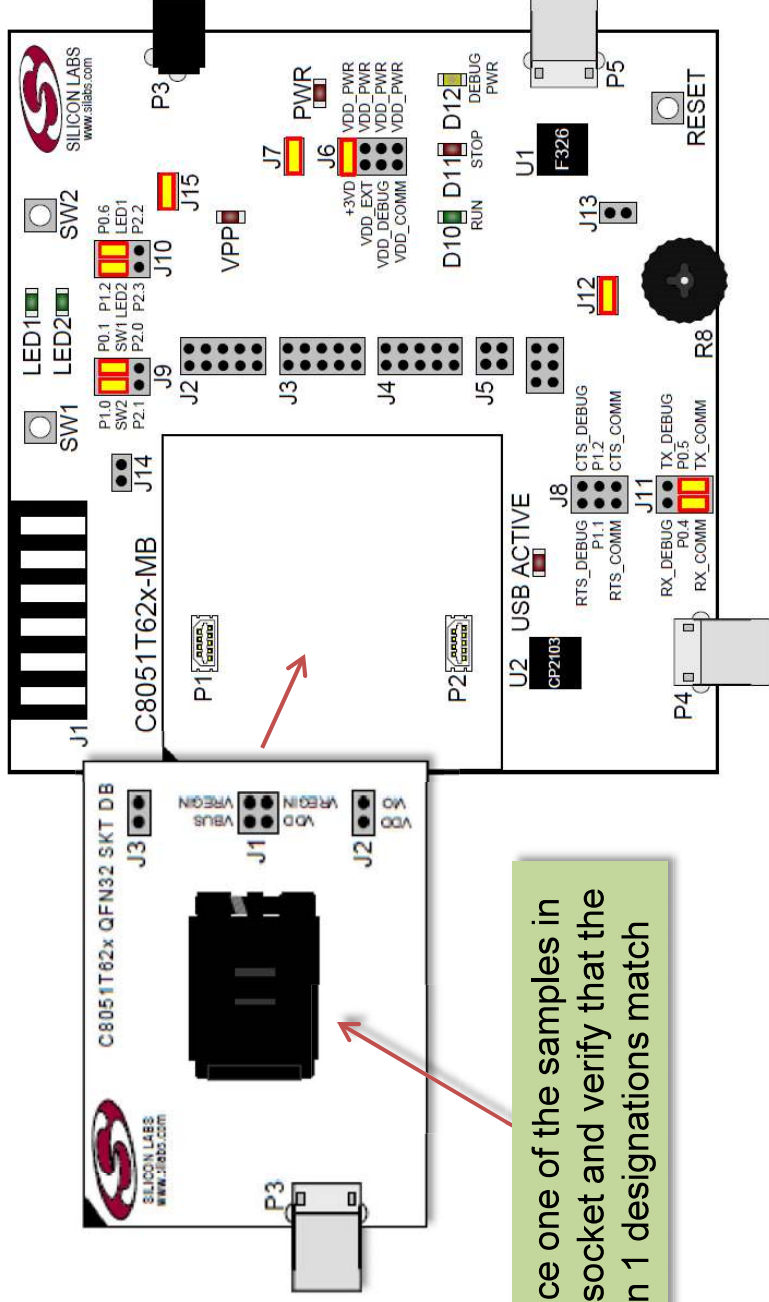 SILICON LABS
www.silabs.com
C8051T62x QFN32 SKT DB
J3
VREGIN
VBUS
J1
VREGIN
VDD
J2
VIO
VDD
P3
ce one of the samples in
socket and verify that the
n 1 designations match
J1
C8051T62x-MB
P1
P2
U2
CP2103
USB ACTIVE
P4
SW1
LED1
LED2
SW2
SILICON LABS
www.silabs.com
J14
P1.0 P0.1
SW2 SW1
P2.1 P2.0
J9
P1.2 P0.6
LED2 LED1
P2.3 P2.2
J10
J15
P3
J2
J3
J4
J5
VPP
PWR
J7
J6
+3VD VDD_PWR
VDD_EXT VDD_PWR
VDD_DEBUG VDD_PWR
VDD_COMM VDD_PWR
D10 D11 D12
RUN STOP DEBUG
PWR
U1
F326
P5
RESET
J13
J12
R8
J8
RTS_DEBUG CTS_DEBUG
P1.1 P1.2
RTS_COMM CTS_COMM
J11
RX_DEBUG TX_DEBUG
P0.4 P0.5
RX_COMM TX_COMM